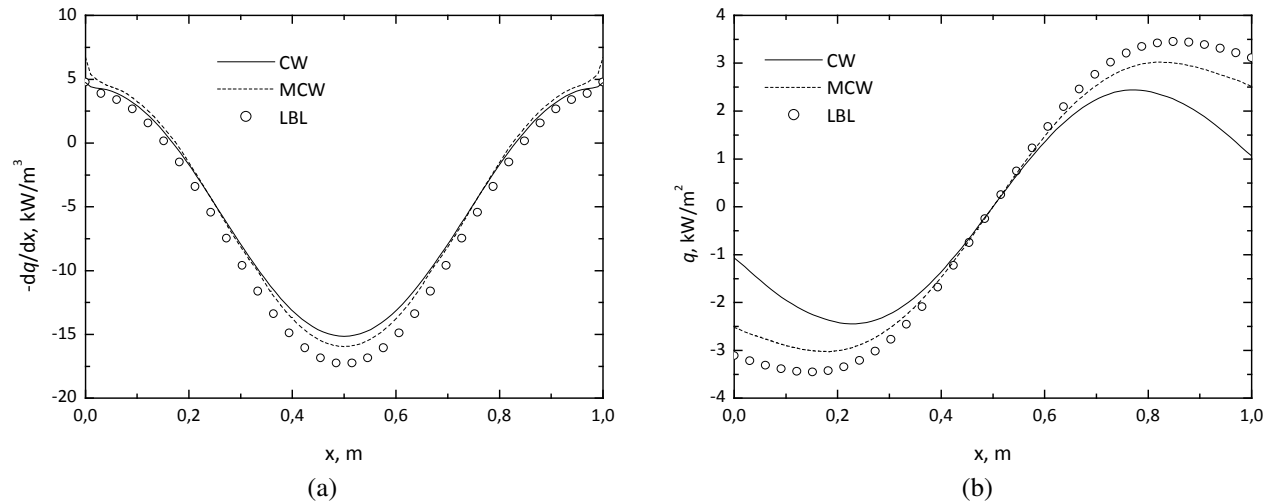 10
5
0
-5
-10
-15
-20
-dq/dx, kW/m³
CW
MCW
LBL
0,0 0,2 0,4 0,6 0,8 1,0
x, m
(a)
4
3
2
1
0
-1
-2
-3
-4
q, kW/m²
CW
MCW
LBL
0,0 0,2 0,4 0,6 0,8 1,0
x, m
(b)